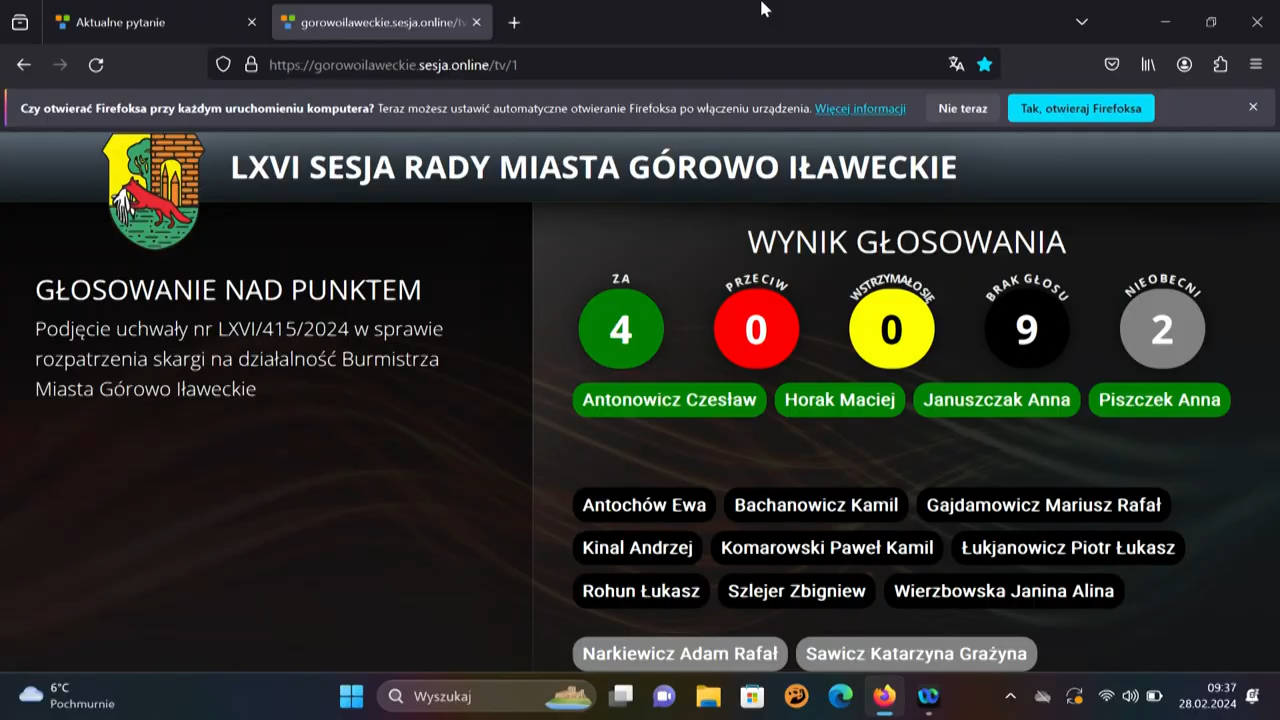 Aktualne pytanie
gorowoilaweckie.sesja.online/tv
https://gorowoilaweckie.sesja.online/tv/1
Czy otwierać Firefoksa przy każdym uruchomieniu komputera? Teraz możesz ustawić automatyczne otwieranie Firefoksa po włączeniu urządzenia. Więcej informacji
Nie teraz
Tak, otwieraj Firefoksa
LXVI SESJA RADY MIASTA GÓROWO IŁAWECKIE
GŁOSOWANIE NAD PUNKTEM
Podjęcie uchwały nr LXVI/415/2024 w sprawie
rozpatrzenia skargi na działalność Burmistrza
Miasta Górowo Iławeckie
WYNIK GŁOSOWANIA
ZA PRZECIW WSTRZYMAŁO SIĘ BRAK GŁOSU NIEOBECNI
4 0 0 9 2
Antonowicz Czesław Horak Maciej Januszczak Anna Piszczek Anna
Antochów Ewa Bachanowicz Kamil Gajdamowicz Mariusz Rafał
Kinal Andrzej Komarowski Paweł Kamil Łukjanowicz Piotr Łukasz
Rohun Łukasz Szlejer Zbigniew Wierzbowska Janina Alina
Narkiewicz Adam Rafał Sawicz Katarzyna Grażyna
6°C
Pochmurnie
Wyszukaj
09:37
28.02.2024